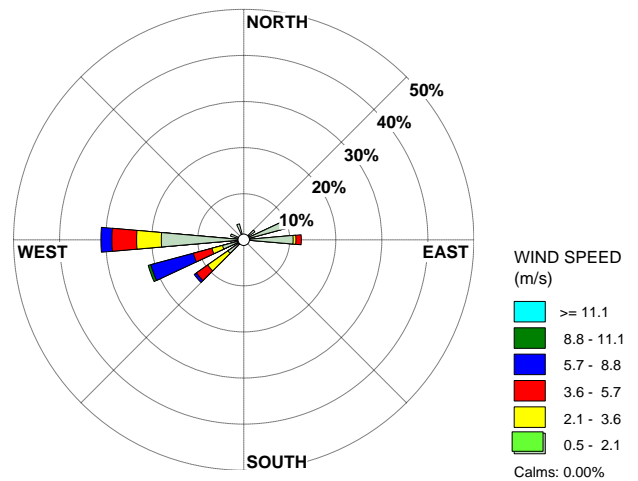 NORTH
50%
40%
30%
20%
10%
WEST
EAST
SOUTH
WIND SPEED
(m/s)
>= 11.1
8.8 - 11.1
5.7 - 8.8
3.6 - 5.7
2.1 - 3.6
0.5 - 2.1
Calms: 0.00%